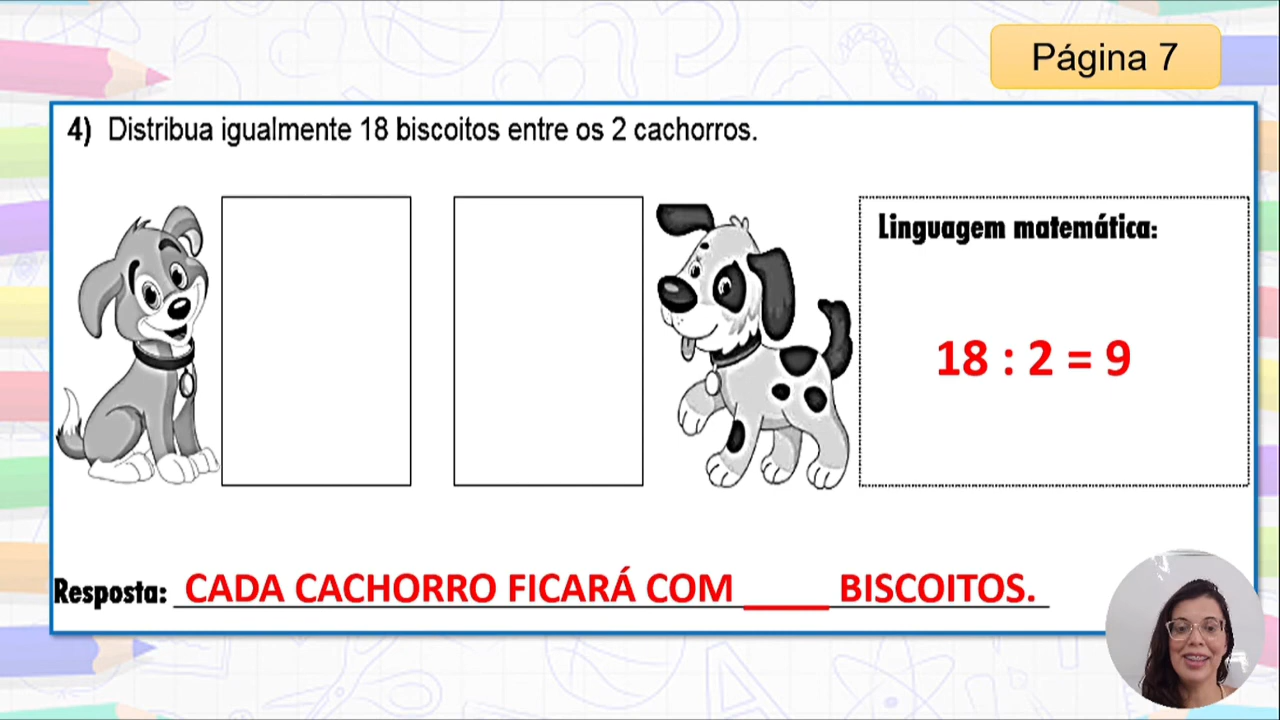 Página 7
4) Distribua igualmente 18 biscoitos entre os 2 cachorros.
Linguagem matemática:
18 : 2 = 9
Resposta: CADA CACHORRO FICARÁ COM _____ BISCOITOS.